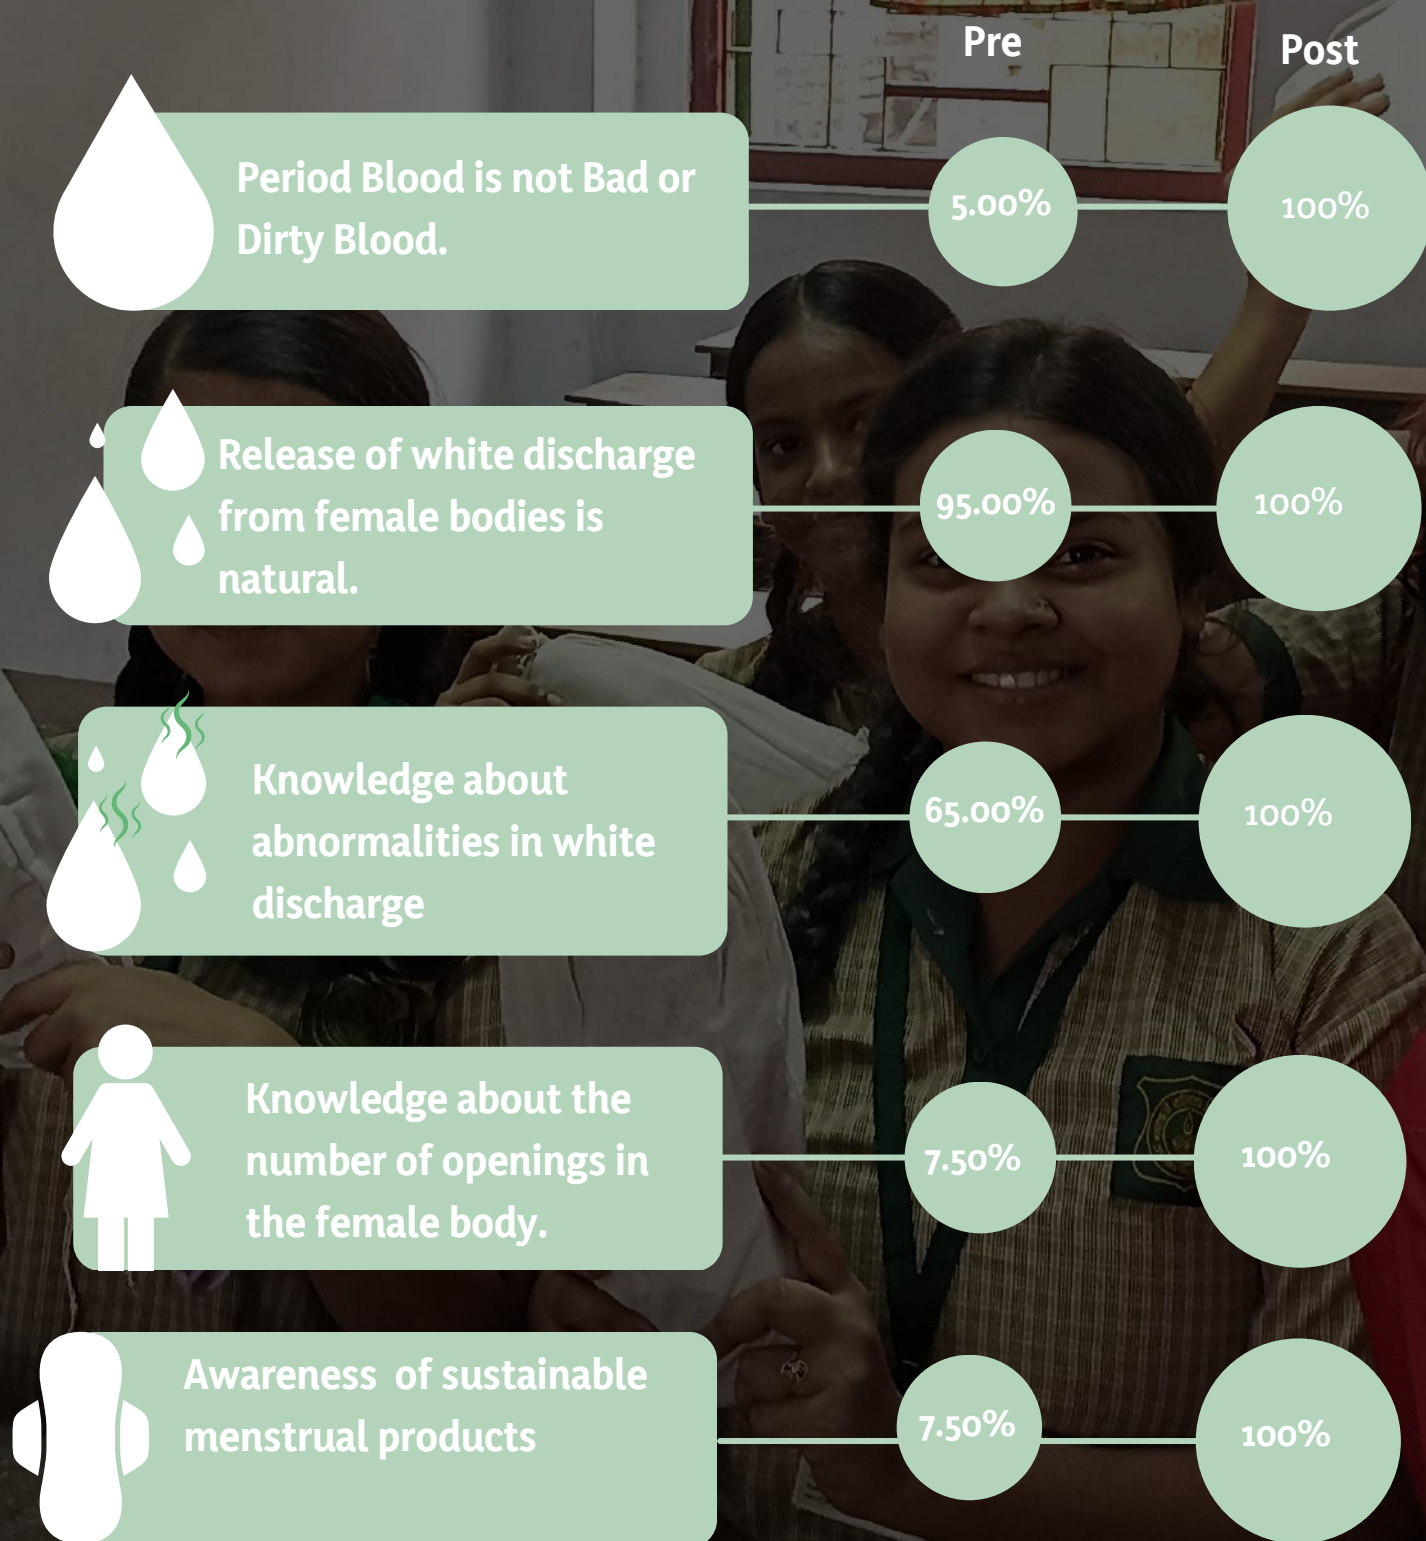 Pre
Post
Period Blood is not Bad or
Dirty Blood.
5.00%
100%
Release of white discharge
from female bodies is
natural.
95.00%
100%
Knowledge about
abnormalities in white
discharge
65.00%
100%
Knowledge about the
number of openings in
the female body.
7.50%
100%
Awareness of sustainable
menstrual products
7.50%
100%